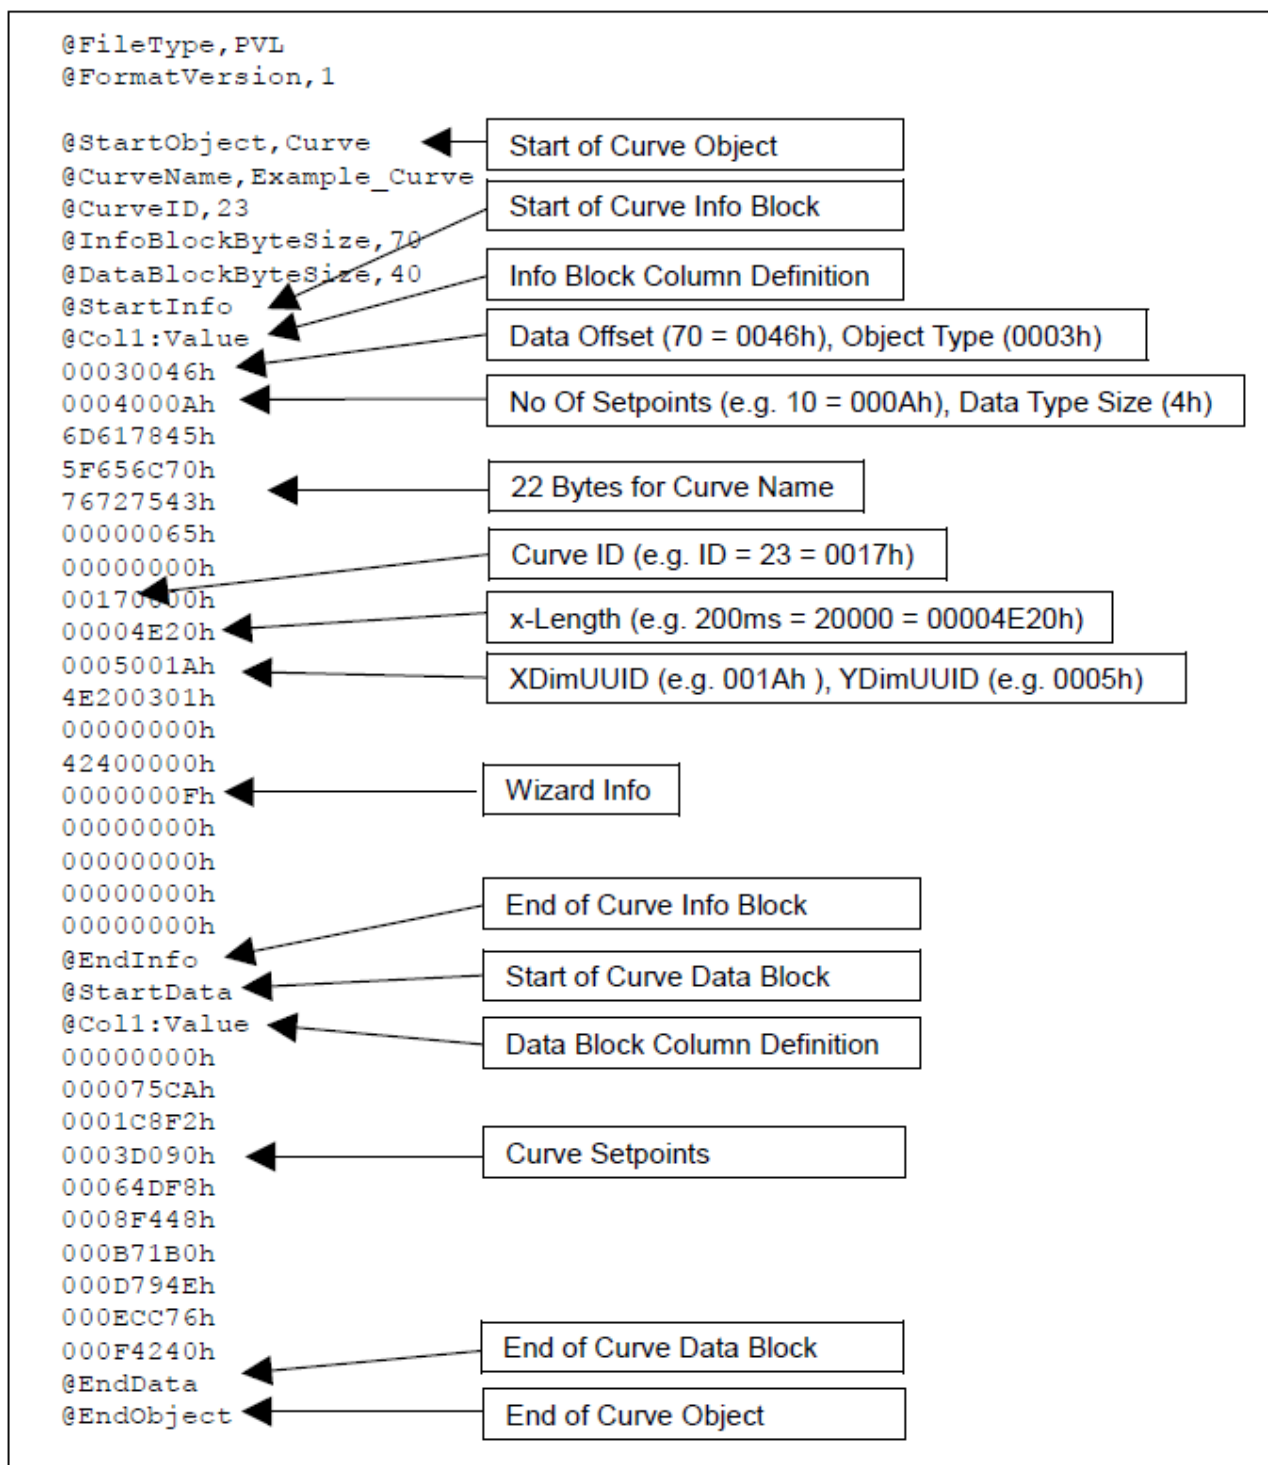 @FileType,PVL
@FormatVersion,1
@StartObject,Curve
Start of Curve Object
@CurveName,Example_Curve
@CurveID,23
Start of Curve Info Block
@InfoBlockByteSize,70
@DataBlockByteSize,40
Info Block Column Definition
@StartInfo
@Col1:Value
Data Offset (70 = 0046h), Object Type (0003h)
00030046h
0004000Ah
No Of Setpoints (e.g. 10 = 000Ah), Data Type Size (4h)
6D617845h
5F656C70h
76727543h
22 Bytes for Curve Name
00000065h
Curve ID (e.g. ID = 23 = 0017h)
00000000h
00170000h
x-Length (e.g. 200ms = 20000 = 00004E20h)
00004E20h
0005001Ah
XDimUUID (e.g. 001Ah ), YDimUUID (e.g. 0005h)
4E200301h
00000000h
42400000h
0000000Fh
Wizard Info
00000000h
00000000h
00000000h
End of Curve Info Block
00000000h
@EndInfo
Start of Curve Data Block
@StartData
@Col1:Value
Data Block Column Definition
00000000h
000075CAh
0001C8F2h
0003D090h
Curve Setpoints
00064DF8h
0008F448h
000B71B0h
000D794Eh
000ECC76h
000F4240h
End of Curve Data Block
@EndData
@EndObject
End of Curve Object